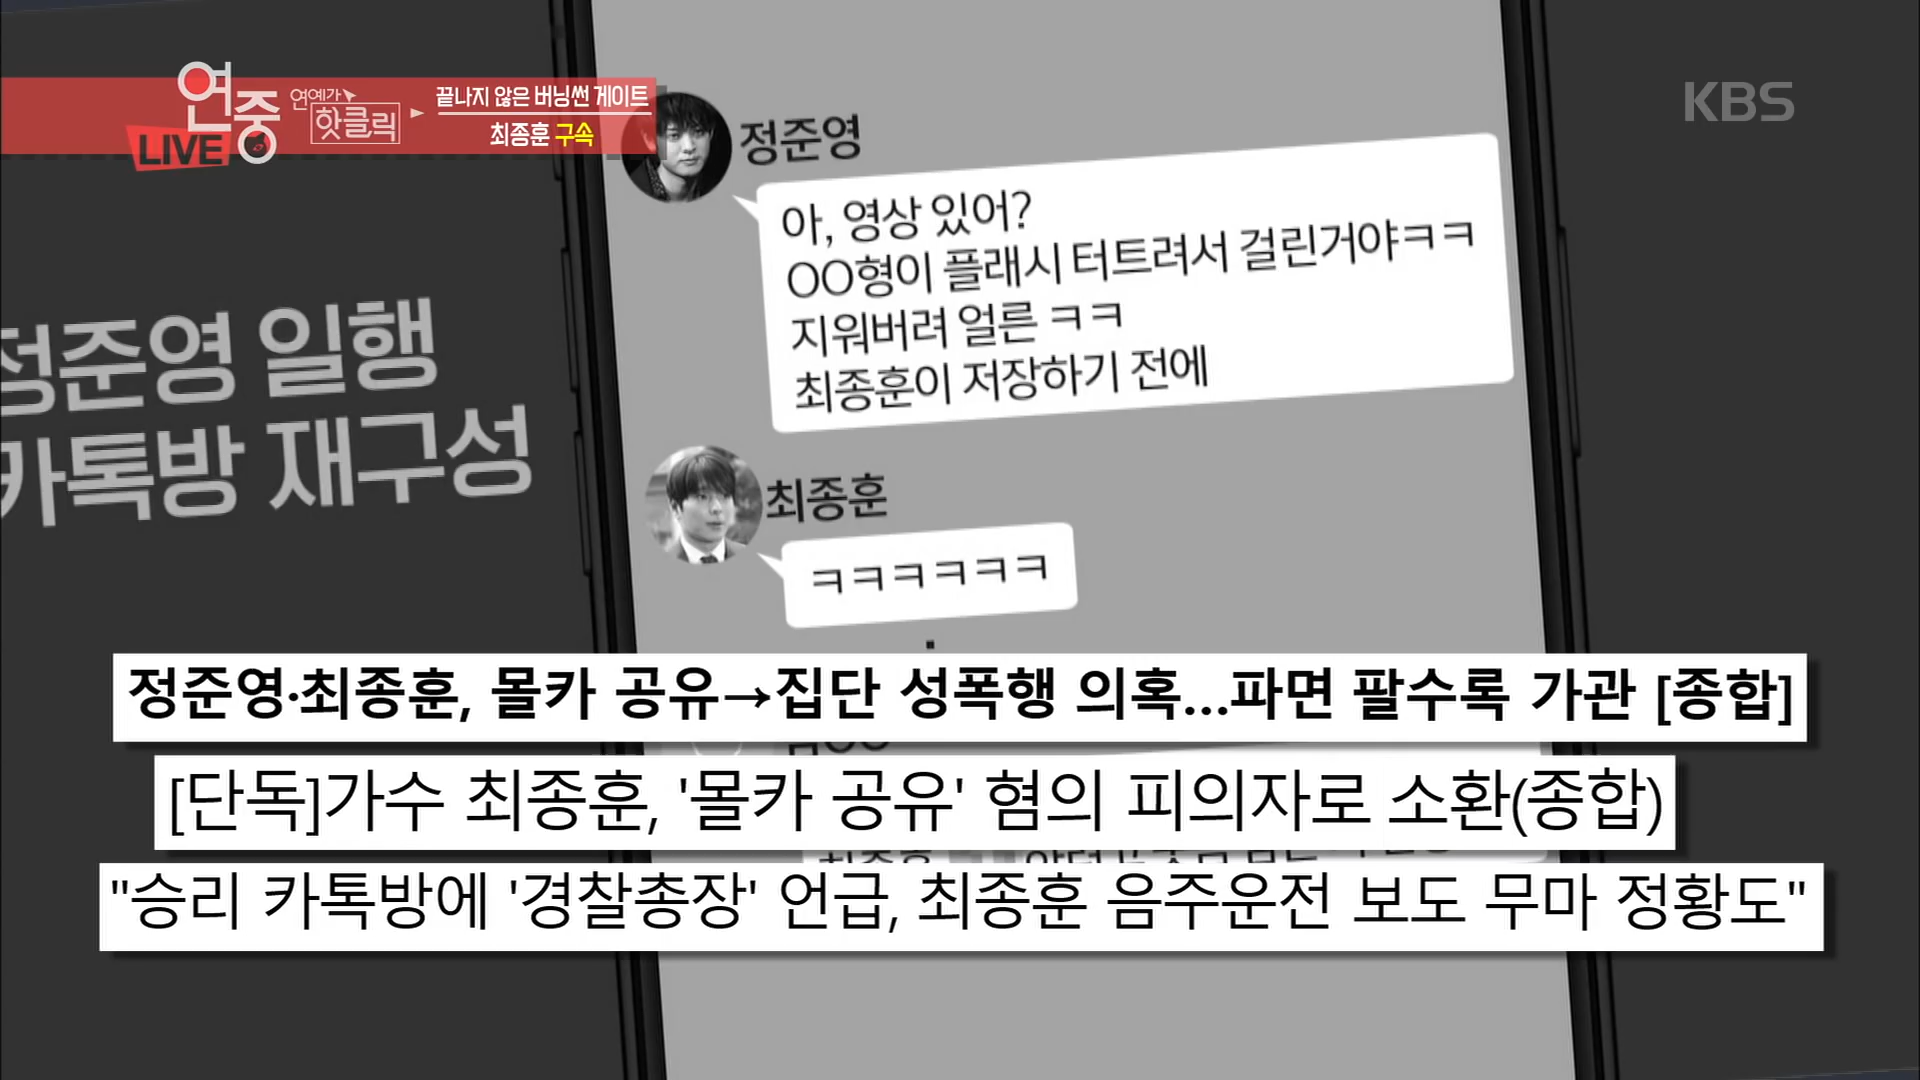 연중
LIVE
연예가
핫클릭
끝나지 않은 버닝썬 게이트
최종훈 구속
KBS
정준영
아, 영상 있어?
OO형이 플래시 터트려서 걸린거야ㅋㅋ
지워버려 얼른 ㅋㅋ
최종훈이 저장하기 전에
정준영 일행
카톡방 재구성
최종훈
ㅋㅋㅋㅋㅋㅋ
정준영·최종훈, 몰카 공유→집단 성폭행 의혹...파면 팔수록 가관 [종합]
[단독]가수 최종훈, '몰카 공유' 혐의 피의자로 소환(종합)
"승리 카톡방에 '경찰총장' 언급, 최종훈 음주운전 보도 무마 정황도"